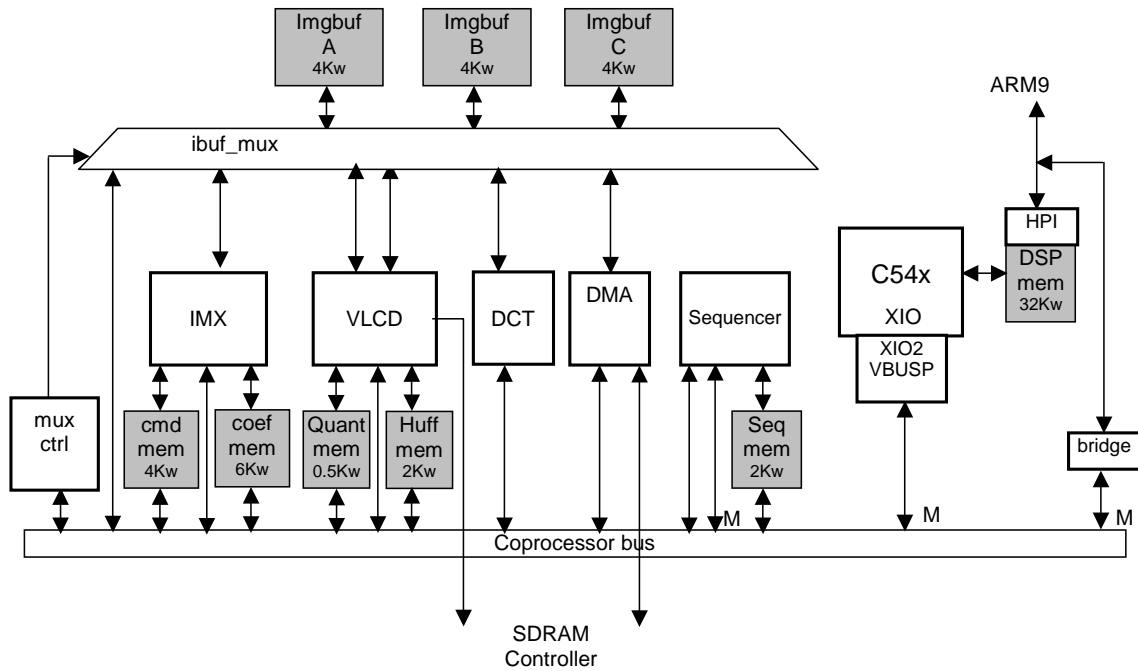 Imgbuf
A
4Kw
Imgbuf
B
4Kw
Imgbuf
C
4Kw
ARM9
ibuf_mux
HPI
DSP
mem
32Kw
C54x
XIO
XIO2
VBUSP
IMX
VLCD
DCT
DMA
Sequencer
mux
ctrl
cmd
mem
4Kw
coef
mem
6Kw
Quant
mem
0.5Kw
Huff
mem
2Kw
Seq
mem
2Kw
bridge
M
M
M
Coprocessor bus
SDRAM
Controller